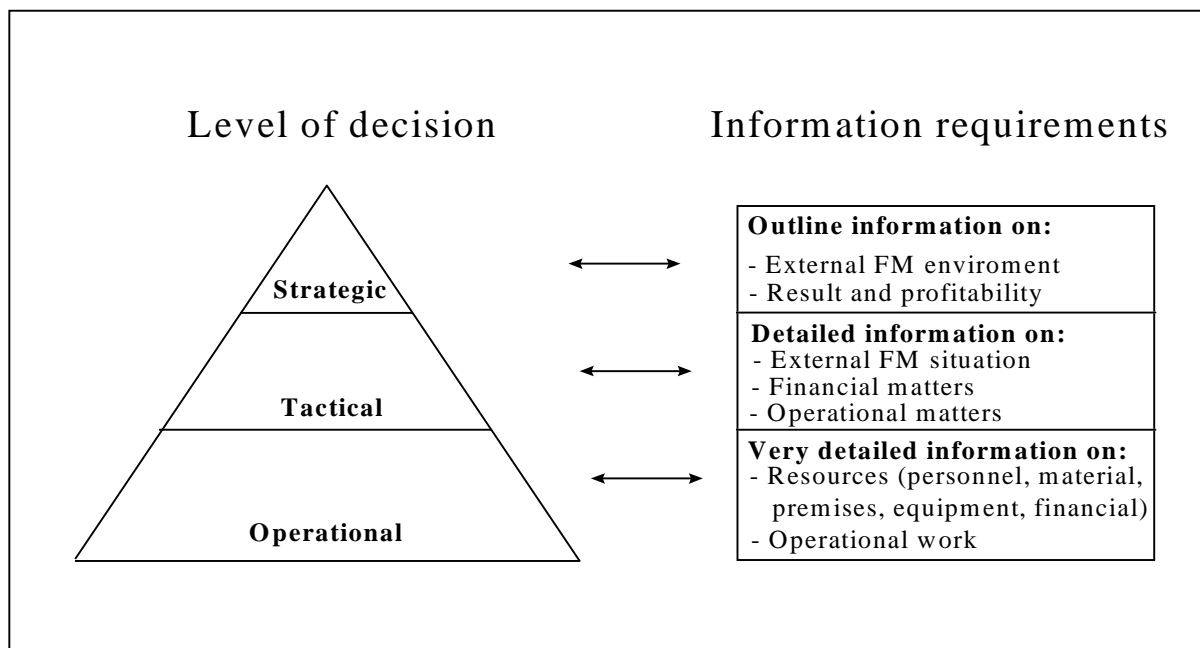 Level of decision
Information requirements
Strategic
Tactical
Operational
Outline information on:
- External FM enviroment
- Result and profitability
Detailed information on:
- External FM situation
- Financial matters
- Operational matters
Very detailed information on:
- Resources (personnel, material,
premises, equipment, financial)
- Operational work